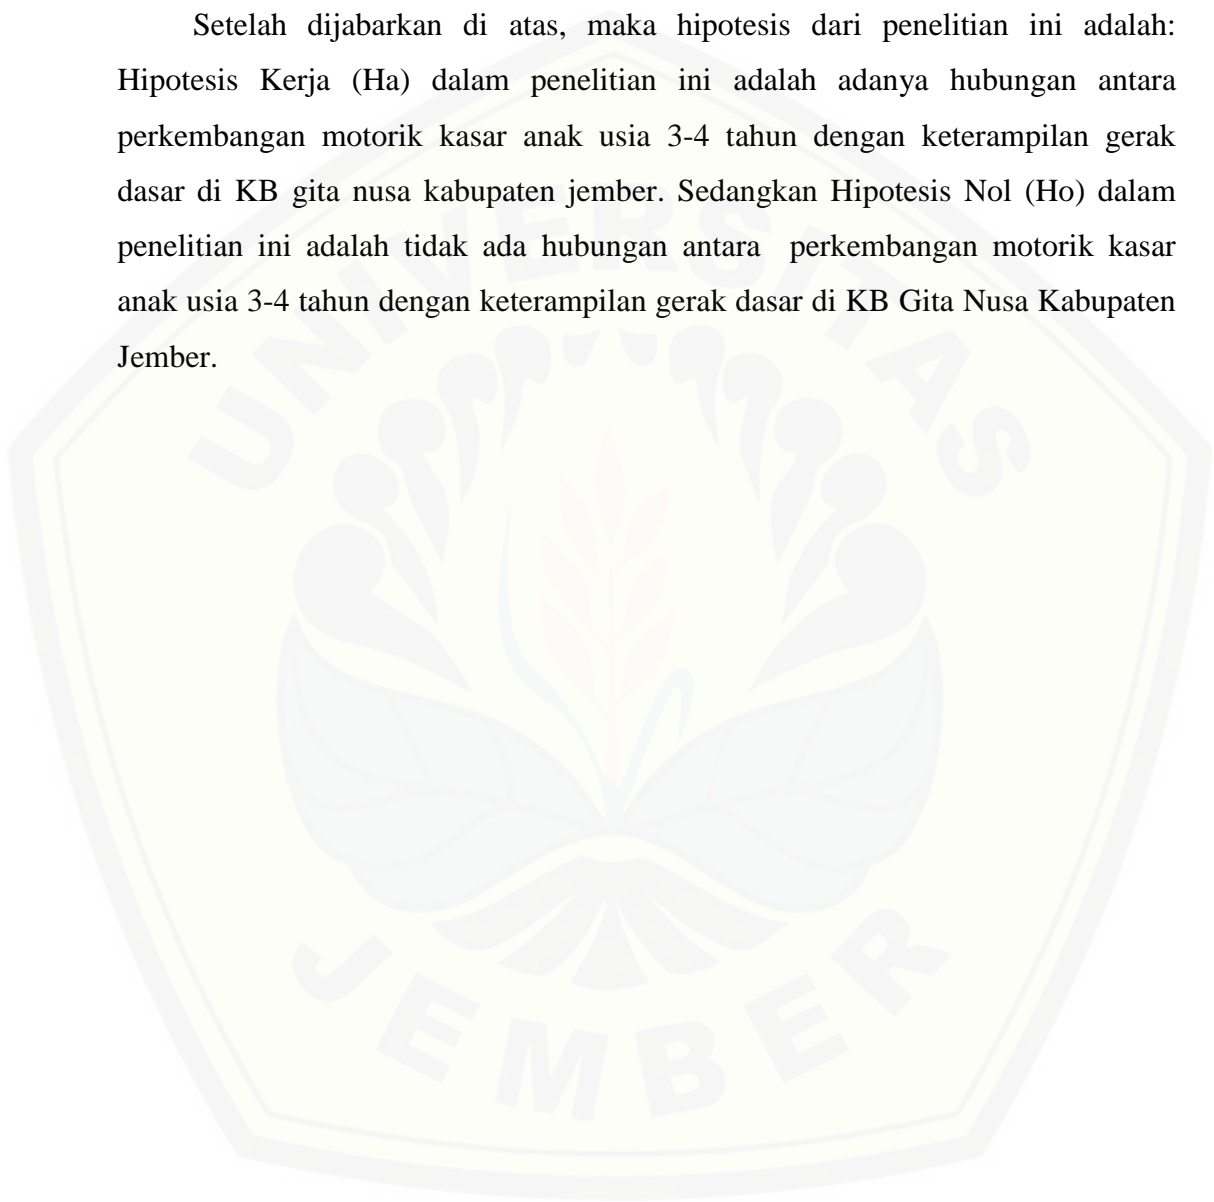 Setelah dijabarkan di atas, maka hipotesis dari penelitian ini adalah:
Hipotesis Kerja (Ha) dalam penelitian ini adalah adanya hubungan antara
perkembangan motorik kasar anak usia 3-4 tahun dengan keterampilan gerak
dasar di KB gita nusa kabupaten jember. Sedangkan Hipotesis Nol (Ho) dalam
penelitian ini adalah tidak ada hubungan antara perkembangan motorik kasar
anak usia 3-4 tahun dengan keterampilan gerak dasar di KB Gita Nusa Kabupaten
Jember.
UNIVERSITAS
JEMBER